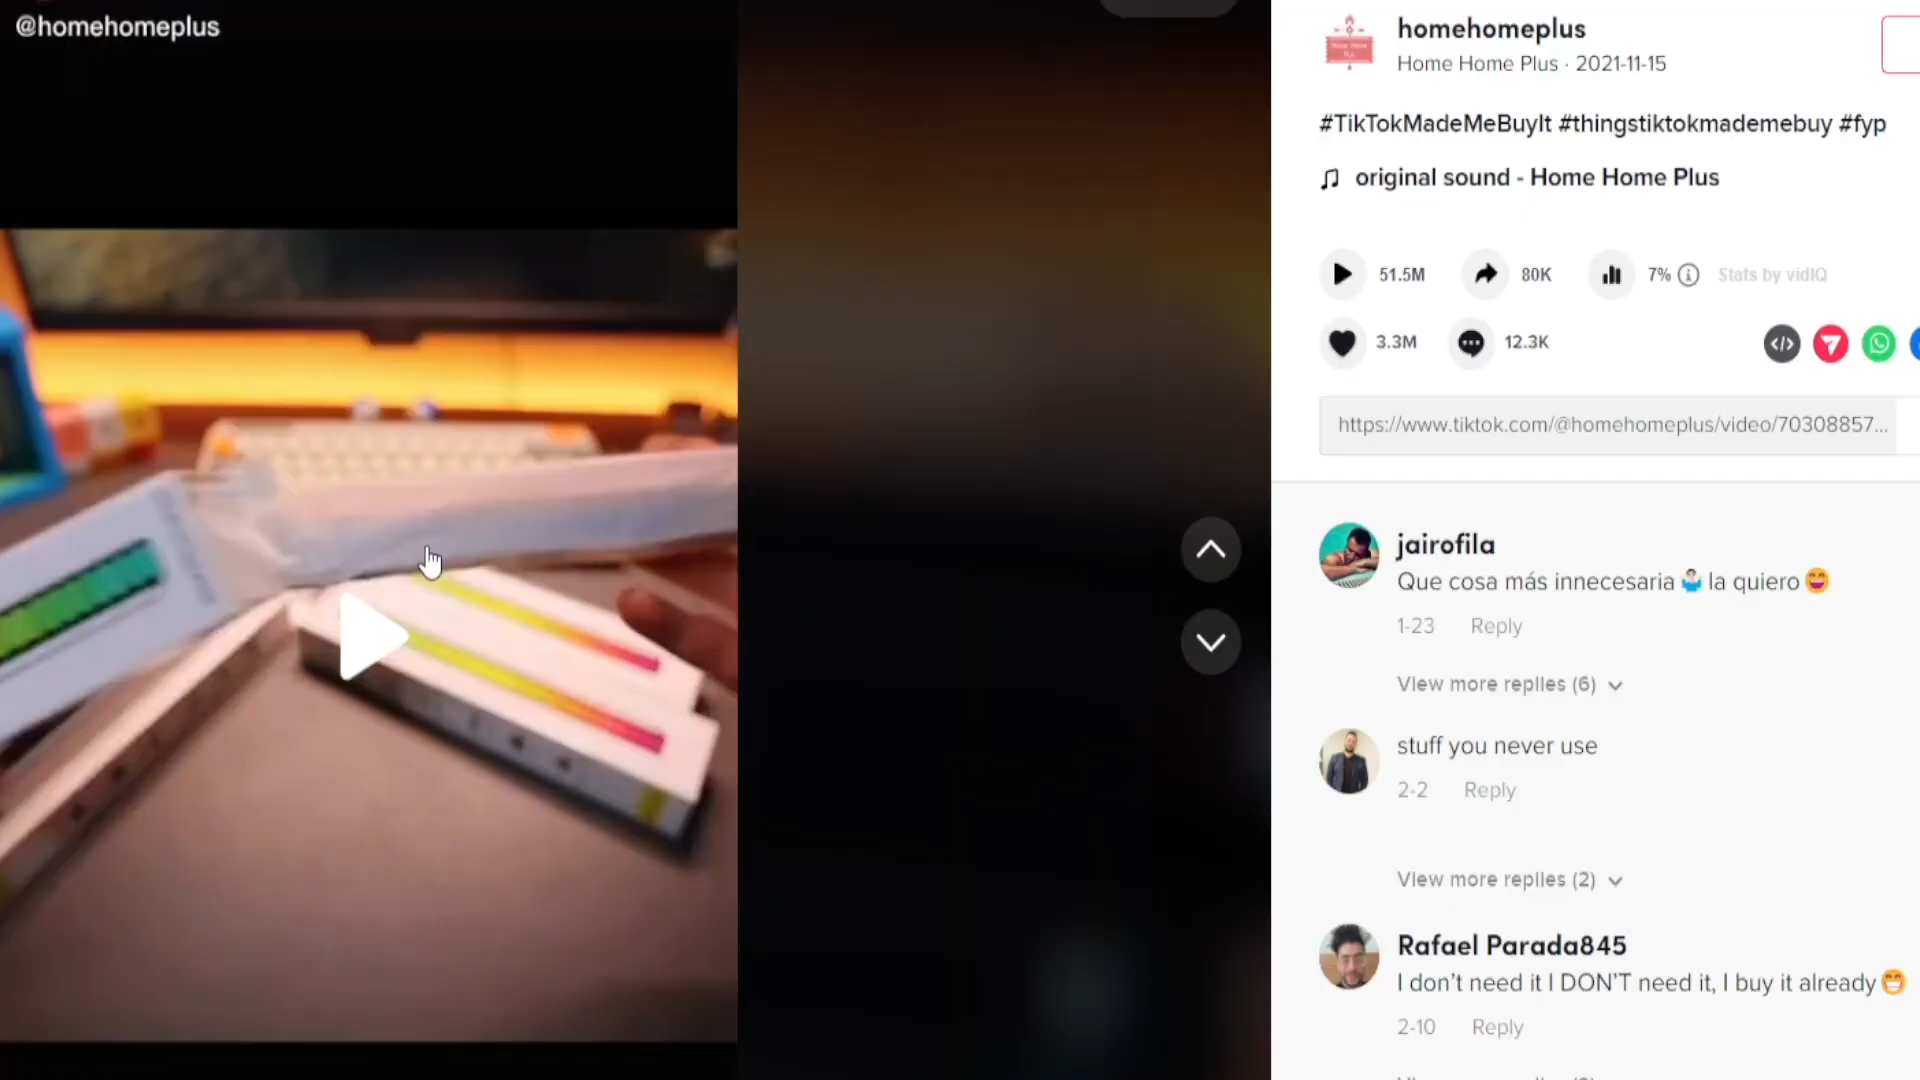 @homehomeplus
homehomeplus
Home Home Plus · 2021-11-15
#TikTokMadeMeBuyIt #thingstiktokmademebuy #fyp
original sound - Home Home Plus
51.5M
80K
7%
Stats by vidIQ
3.3M
12.3K
https://www.tiktok.com/@homehomeplus/video/70308857...
jairofila
Que cosa más innecesaria 🤷🏻‍♂️ la quiero 😄
1-23 Reply
View more replies (6)
stuff you never use
2-2 Reply
View more replies (2)
Rafael Parada845
I don't need it I DON'T need it, I buy it already 😁
2-10 Reply